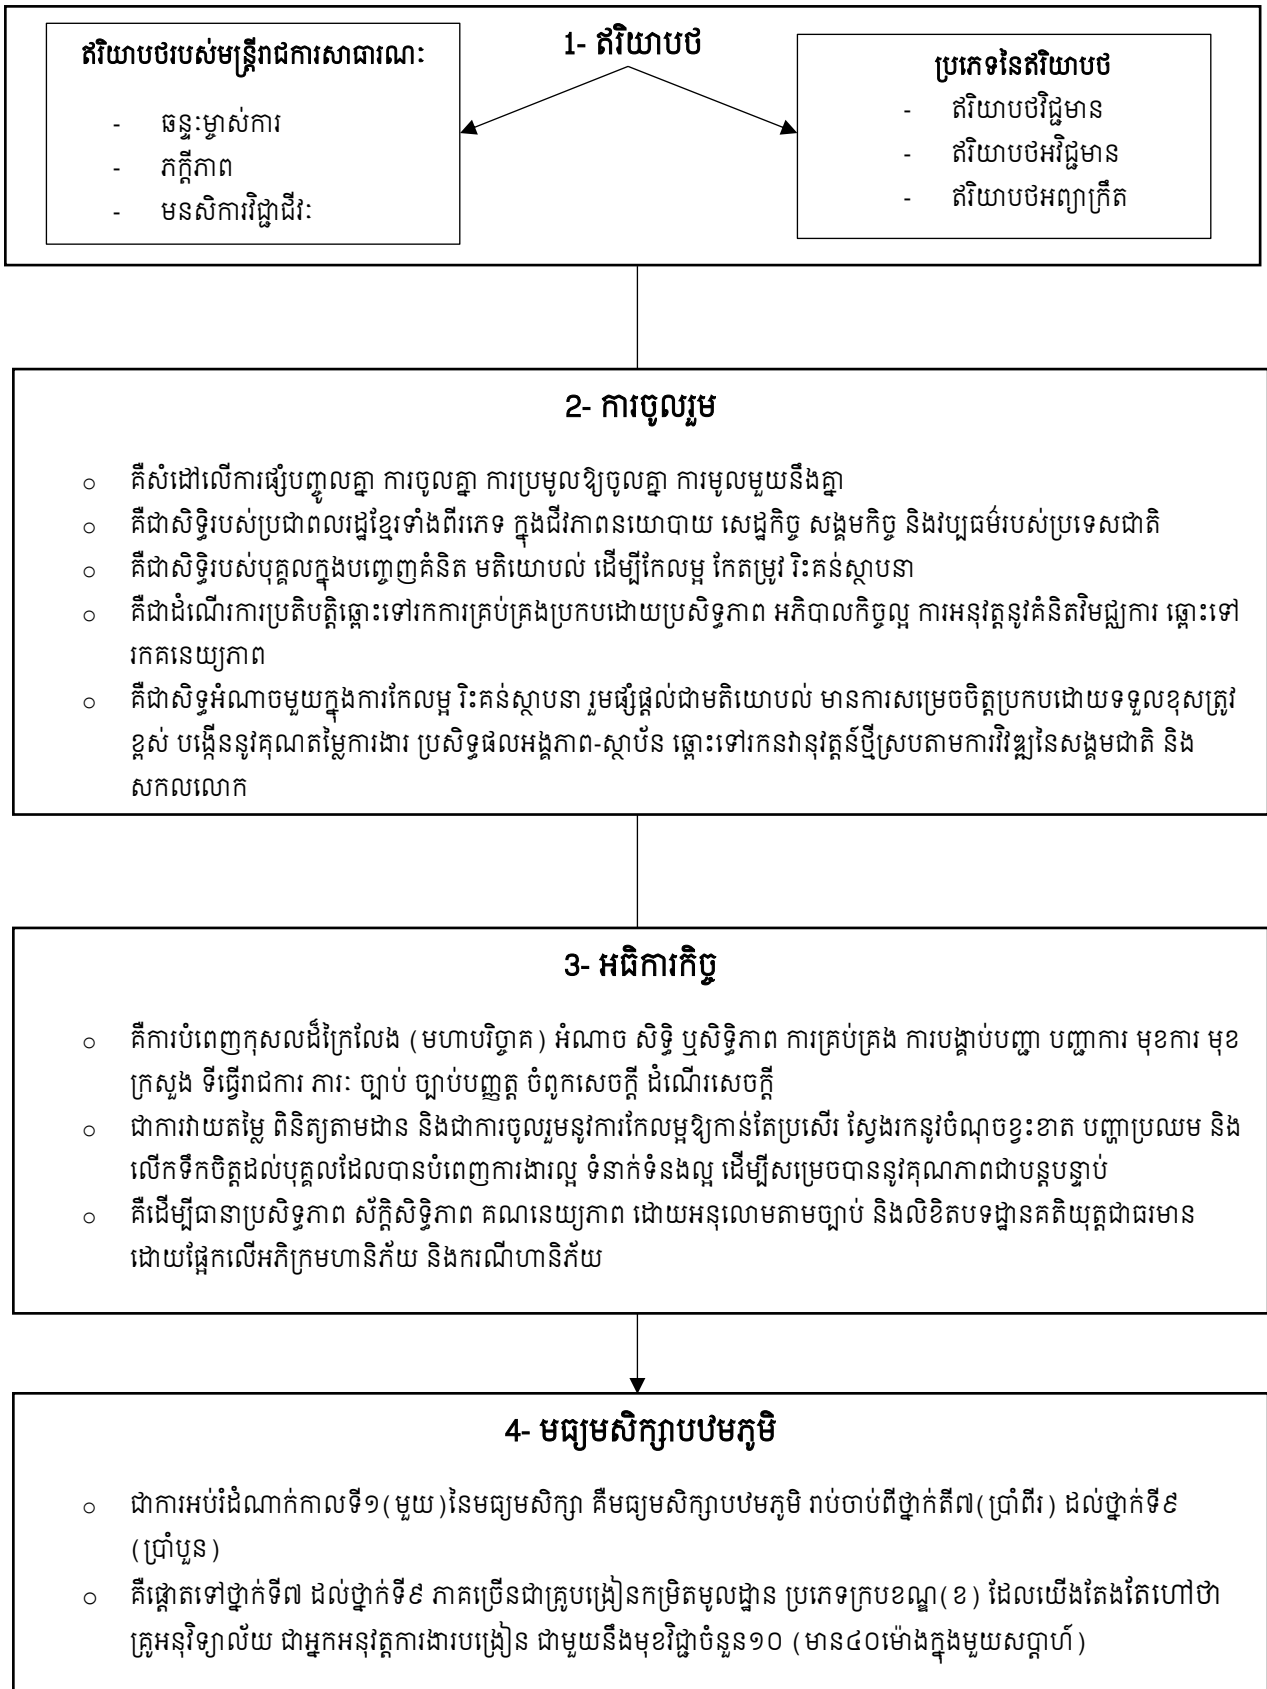 1- ឥរិយាបថ
ឥរិយាបថរបស់មន្ត្រីរាជការសាធារណៈ
- ឆន្ទៈម្ចាស់ការ
- ភក្ដីភាព
- មនសិការវិជ្ជាជីវៈ
ប្រភេទនៃឥរិយាបថ
- ឥរិយាបថវិជ្ជមាន
- ឥរិយាបថអវិជ្ជមាន
- ឥរិយាបថអព្យាក្រឹត
2- ការចូលរួម
○ គឺសំដៅលើការផ្សំបញ្ចូលគ្នា ការចូលគ្នា ការប្រមូលឱ្យចូលគ្នា ការមូលមួយនឹងគ្នា
○ គឺជាសិទ្ធិរបស់ប្រជាពលរដ្ឋខ្មែរទាំងពីរភេទ ក្នុងជីវភាពនយោបាយ សេដ្ឋកិច្ច សង្គមកិច្ច និងវប្បធម៌របស់ប្រទេសជាតិ
○ គឺជាសិទ្ធិរបស់បុគ្គលក្នុងបញ្ចេញគំនិត មតិយោបល់ ដើម្បីកែលម្អ កែតម្រូវ រិះគន់ស្ថាបនា
○ គឺជាដំណើរការប្រតិបត្តិឆ្ពោះទៅរកការគ្រប់គ្រងប្រកបដោយប្រសិទ្ធភាព អភិបាលកិច្ចល្អ ការអនុវត្តនូវគំនិតវិមជ្ឈការ ឆ្ពោះទៅ
រកគនេយ្យភាព
○ គឺជាសិទ្ធអំណាចមួយក្នុងការកែលម្អ រិះគន់ស្ថាបនា រួមផ្សំផ្ដល់ជាមតិយោបល់ មានការសម្រេចចិត្តប្រកបដោយទទួលខុសត្រូវ
ខ្ពស់ បង្កើននូវគុណតម្លៃការងារ ប្រសិទ្ធផលអង្គភាព-ស្ថាប័ន ឆ្ពោះទៅរកនវានុវត្តន៍ថ្មីស្របតាមការវិវឌ្ឍនៃសង្គមជាតិ និង
សកលលោក
3- អធិការកិច្ច
○ គឺការបំពេញកុសលដ៏ក្រៃលែង (មហាបរិច្ចាគ) អំណាច សិទ្ធិ ឬសិទ្ធិភាព ការគ្រប់គ្រង ការបង្គាប់បញ្ជា បញ្ជាការ មុខការ មុខ
ក្រសួង ទីធ្វើរាជការ ភារៈ ច្បាប់ ច្បាប់បញ្ញត្ត ចំពូកសេចក្ដី ដំណើរសេចក្ដី
○ ជាការវាយតម្លៃ ពិនិត្យតាមដាន និងជាការចូលរួមនូវការកែលម្អឱ្យកាន់តែប្រសើរ ស្វែងរកនូវចំណុចខ្វះខាត បញ្ហាប្រឈម និង
លើកទឹកចិត្តដល់បុគ្គលដែលបានបំពេញការងារល្អ ទំនាក់ទំនងល្អ ដើម្បីសម្រេចបាននូវគុណភាពជាបន្តបន្ទាប់
○ គឺដើម្បីធានាប្រសិទ្ធភាព ស័ក្តិសិទ្ធិភាព គណនេយ្យភាព ដោយអនុលោមតាមច្បាប់ និងលិខិតបទដ្ឋានគតិយុត្តជាធរមាន
ដោយផ្អែកលើអភិក្រមហានិភ័យ និងករណីហានិភ័យ
4- មធ្យមសិក្សាបឋមភូមិ
○ ជាការអប់រំដំណាក់កាលទី១(មួយ)នៃមធ្យមសិក្សា គឺមធ្យមសិក្សាបឋមភូមិ រាប់ចាប់ពីថ្នាក់តី៧(ប្រាំពីរ) ដល់ថ្នាក់ទី៩
(ប្រាំបួន)
○ គឺផ្ដោតទៅថ្នាក់ទី៧ ដល់ថ្នាក់ទី៩ ភាគច្រើនជាគ្រូបង្រៀនកម្រិតមូលដ្ឋាន ប្រភេទក្របខណ្ឌ(ខ) ដែលយើងតែងតែហៅថា
គ្រូអនុវិទ្យាល័យ ជាអ្នកអនុវត្តការងារបង្រៀន ជាមួយនឹងមុខវិជ្ជាចំនួន១០ (មាន៤០ម៉ោងក្នុងមួយសប្ដាហ៍)